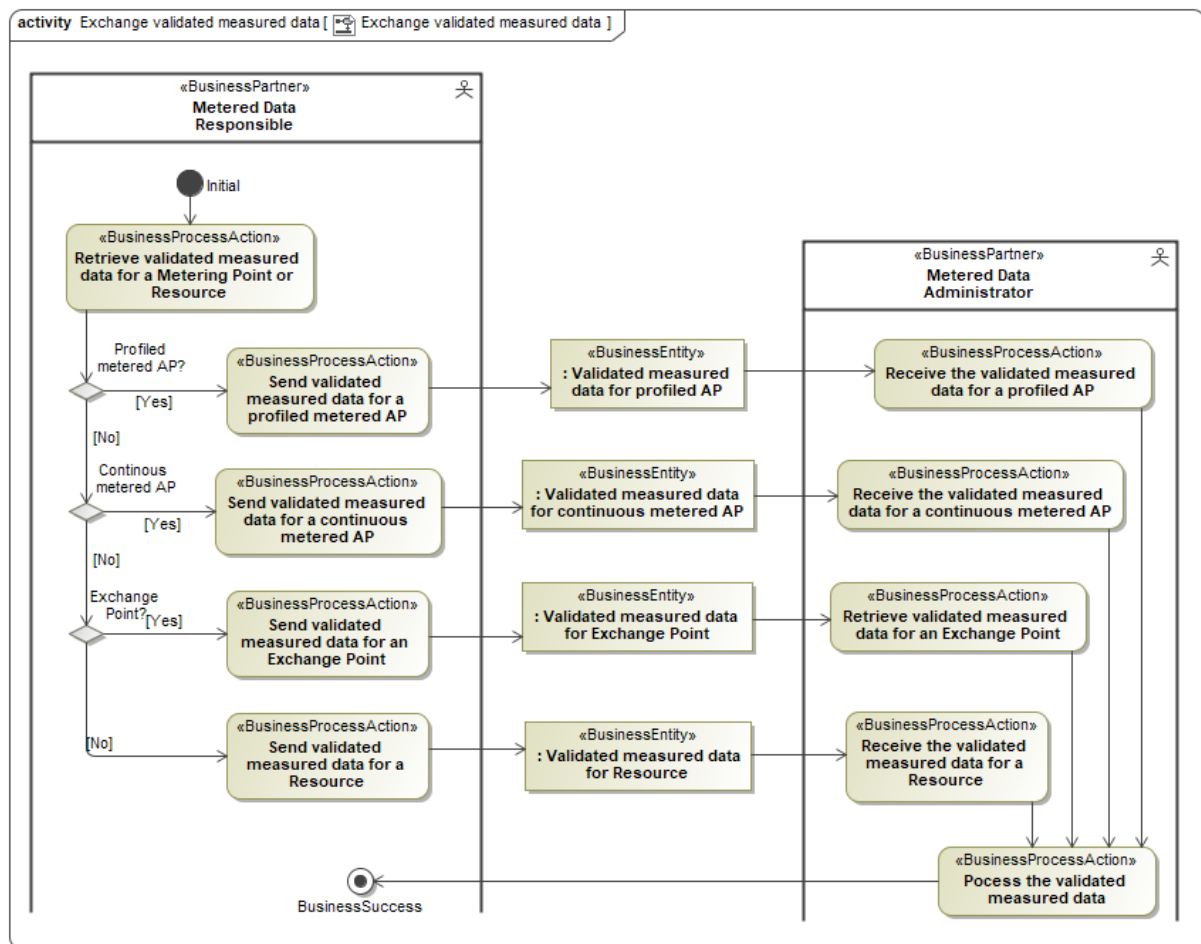 activity Exchange validated measured data [ Exchange validated measured data ]
«BusinessPartner»
Metered Data
Responsible
Initial
«BusinessProcessAction»
Retrieve validated measured
data for a Metering Point or
Resource
«BusinessPartner»
Metered Data
Administrator
Profiled
metered AP?
[Yes]
[No]
«BusinessProcessAction»
Send validated
measured data for a
profiled metered AP
«BusinessEntity»
: Validated measured
data for profiled AP
«BusinessProcessAction»
Receive the validated measured
data for a profiled AP
Continous
metered AP
[Yes]
[No]
«BusinessProcessAction»
Send validated measured
data for a continuous
metered AP
«BusinessEntity»
: Validated measured data
for continuous metered AP
«BusinessProcessAction»
Receive the validated measured
data for a continuous metered AP
Exchange
Point?
[Yes]
[No]
«BusinessProcessAction»
Send validated
measured data for an
Exchange Point
«BusinessEntity»
: Validated measured data
for Exchange Point
«BusinessProcessAction»
Retrieve validated measured
data for an Exchange Point
«BusinessProcessAction»
Send validated
measured data for a
Resource
«BusinessEntity»
: Validated measured data
for Resource
«BusinessProcessAction»
Receive the validated
measured data for a
Resource
«BusinessProcessAction»
Pocess the validated
measured data
BusinessSuccess